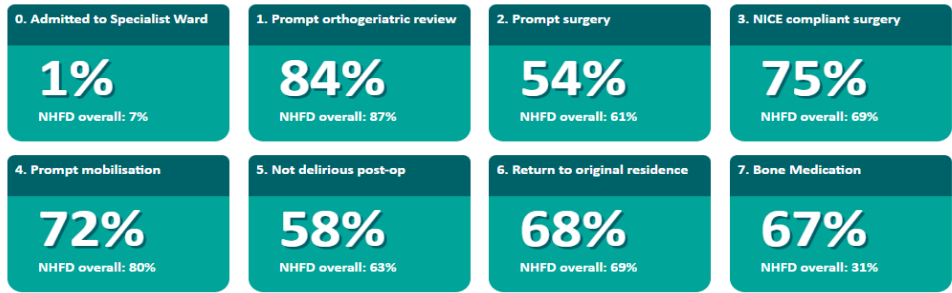 0. Admitted to Specialist Ward
1%
NHFD overall: 7%
1. Prompt orthogeriatric review
84%
NHFD overall: 87%
2. Prompt surgery
54%
NHFD overall: 61%
3. NICE compliant surgery
75%
NHFD overall: 69%
4. Prompt mobilisation
72%
NHFD overall: 80%
5. Not delirious post-op
58%
NHFD overall: 63%
6. Return to original residence
68%
NHFD overall: 69%
7. Bone Medication
67%
NHFD overall: 31%